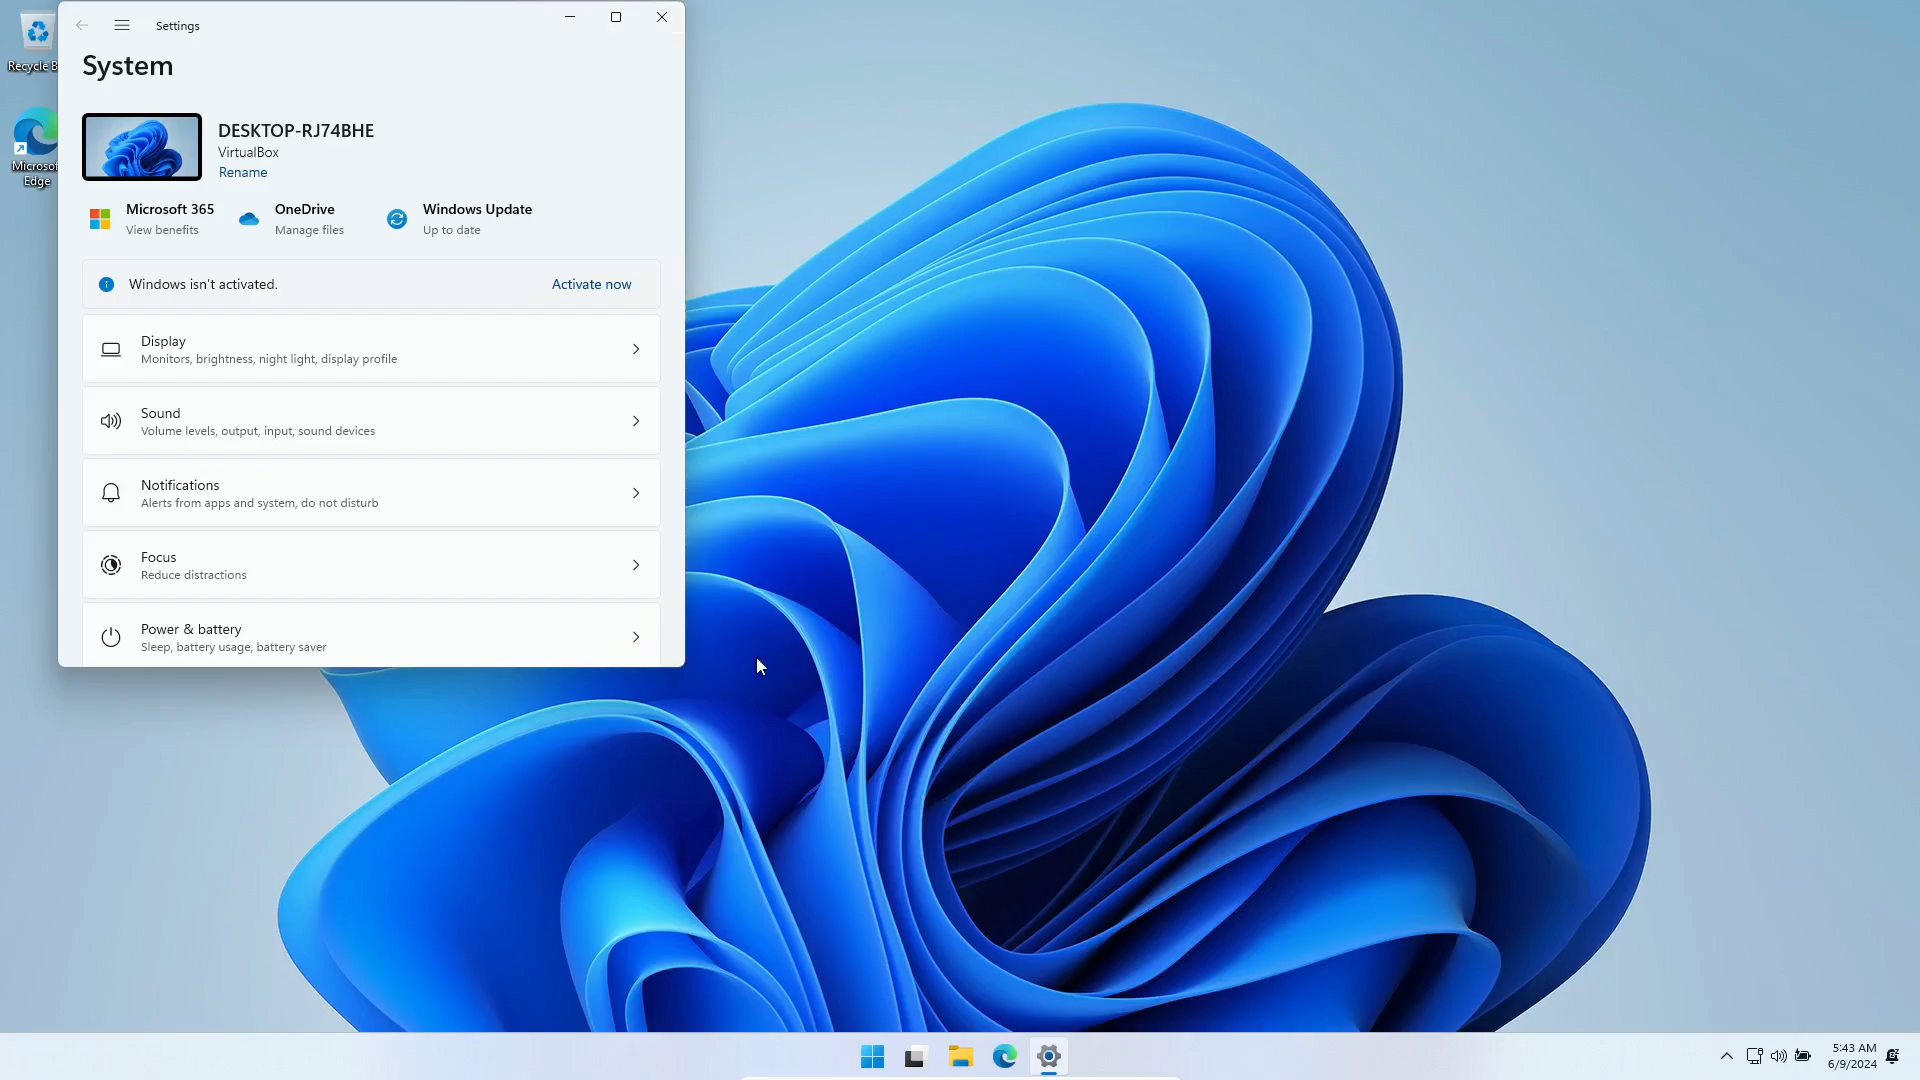 Recycle B
Microsof
Edge
Settings
System
DESKTOP-RJ74BHE
VirtualBox
Rename
Microsoft 365
View benefits
OneDrive
Manage files
Windows Update
Up to date
Windows isn't activated.
Activate now
Display
Monitors, brightness, night light, display profile
Sound
Volume levels, output, input, sound devices
Notifications
Alerts from apps and system, do not disturb
Focus
Reduce distractions
Power & battery
Sleep, battery usage, battery saver
5:43 AM
6/9/2024